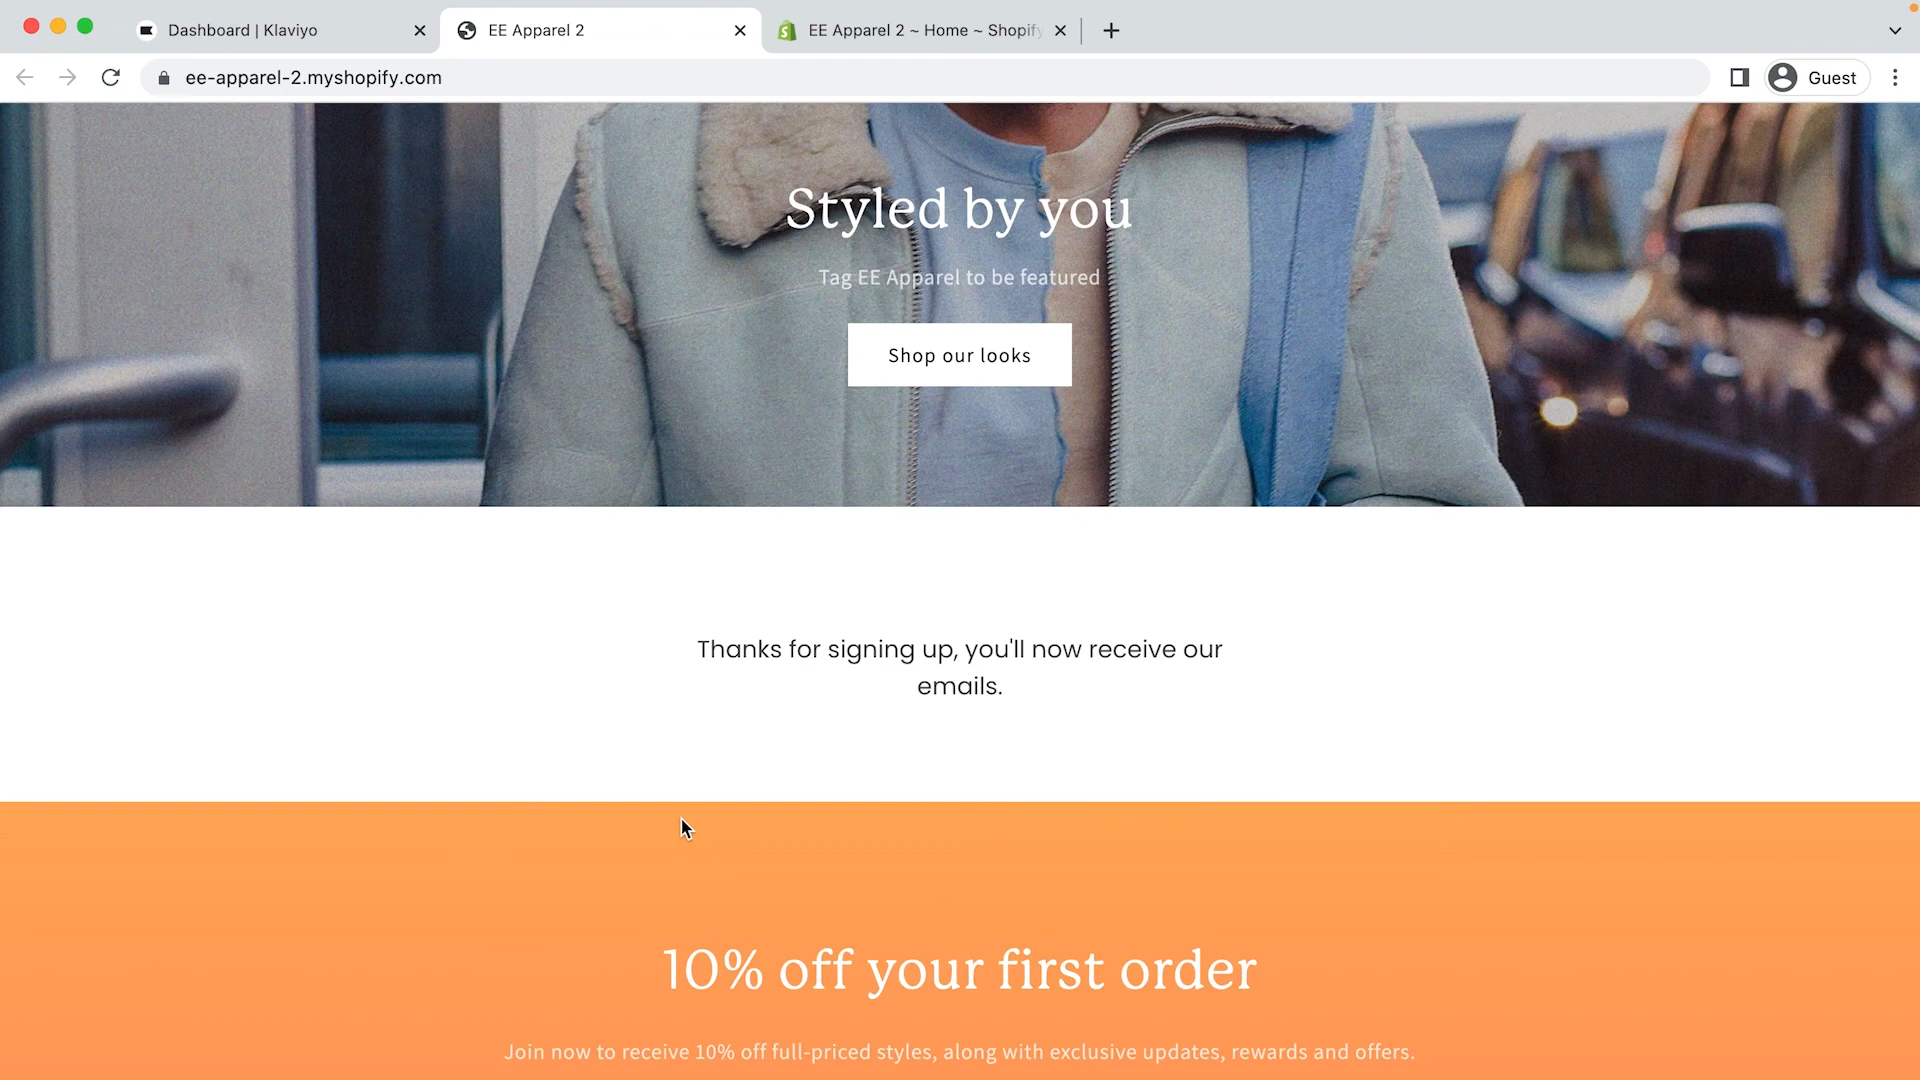 Dashboard | Klaviyo
EE Apparel 2
EE Apparel 2 ~ Home ~ Shopify
ee-apparel-2.myshopify.com
Guest
Styled by you
Tag EE Apparel to be featured
Shop our looks
Thanks for signing up, you'll now receive our
emails.
10% off your first order
Join now to receive 10% off full-priced styles, along with exclusive updates, rewards and offers.